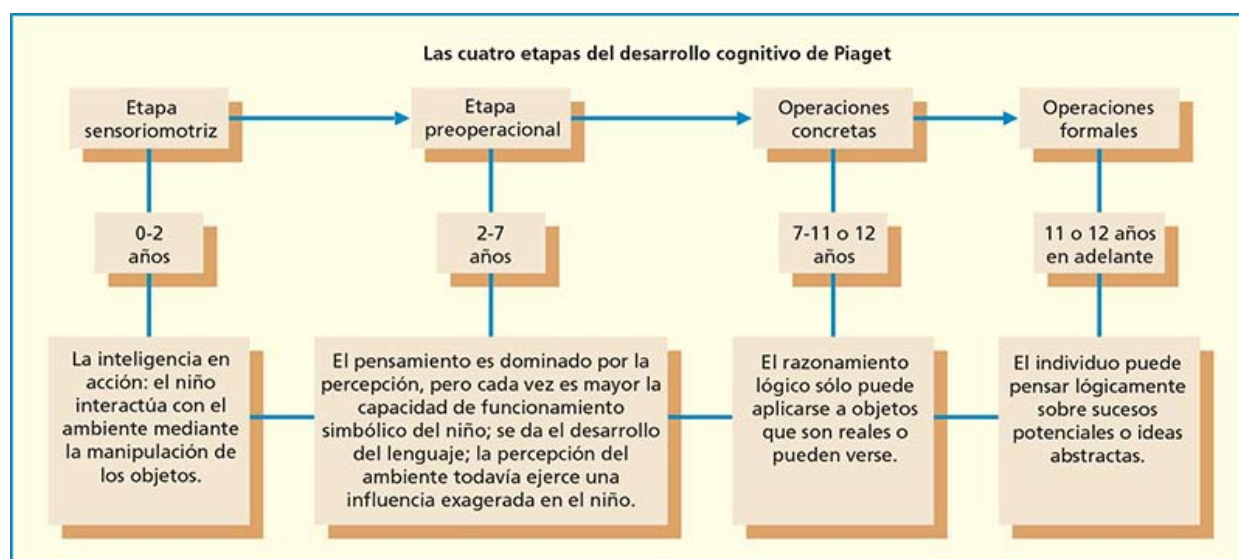 Las cuatro etapas del desarrollo cognitivo de Piaget
Etapa
sensoriomotriz
Etapa
preoperacional
Operaciones
concretas
Operaciones
formales
0-2
años
2-7
años
7-11 o 12
años
11 o 12 años
en adelante
La inteligencia en
acción: el niño
interactúa con el
ambiente mediante
la manipulación de
los objetos.
El pensamiento es dominado por la
percepción, pero cada vez es mayor la
capacidad de funcionamiento
simbólico del niño; se da el desarrollo
del lenguaje; la percepción del
ambiente todavía ejerce una
influencia exagerada en el niño.
El razonamiento
lógico sólo puede
aplicarse a objetos
que son reales o
pueden verse.
El individuo puede
pensar lógicamente
sobre sucesos
potenciales o ideas
abstractas.